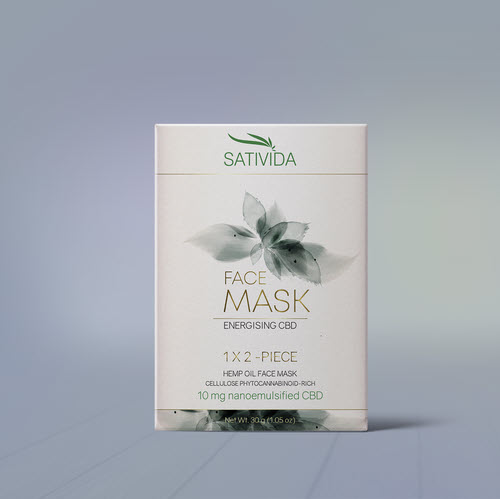 SATIVIDA
FACE
MASK
ENERGISING CBD
1 X 2 -PIECE
HEMP OIL FACE MASK
CELLULOSE PHYTOCANNABINOID- RICH
10 mg nanoemulsified CBD
Net Wt. 30 g (1.05 oz)